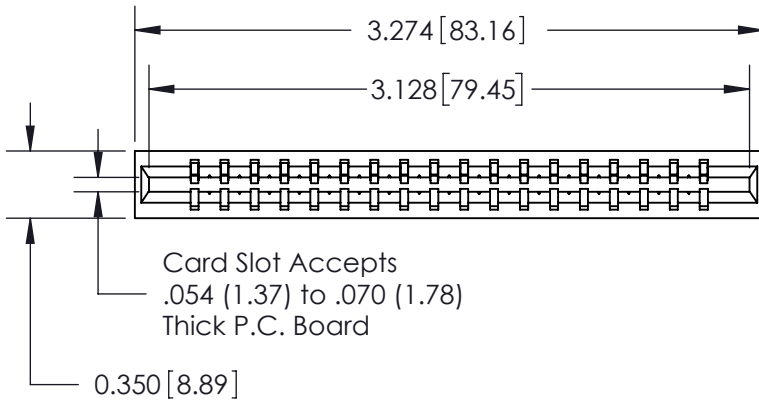 3.274[83.16]
3.128[79.45]
Card Slot Accepts
.054 (1.37) to .070 (1.78)
Thick P.C. Board
0.350[8.89]